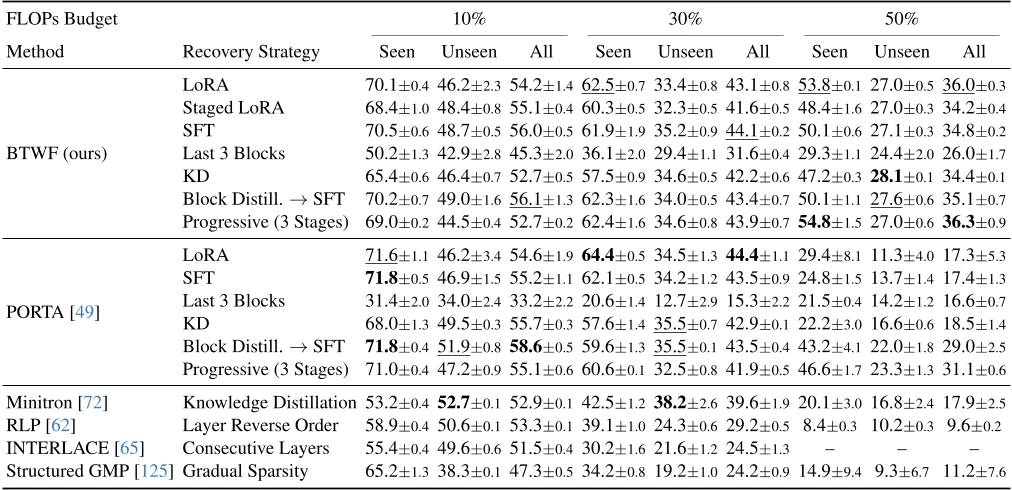 FLOPs Budget 10% 30% 50%
Method Recovery Strategy Seen Unseen All Seen Unseen All Seen Unseen All
LoRA 70.1±0.4 46.2±2.3 54.2±1.4 62.5±0.7 33.4±0.8 43.1±0.8 53.8±0.1 27.0±0.5 36.0±0.3
Staged LoRA 68.4±1.0 48.4±0.8 55.1±0.4 60.3±0.5 32.3±0.5 41.6±0.5 48.4±1.6 27.0±0.3 34.2±0.4
SFT 70.5±0.6 48.7±0.5 56.0±0.5 61.9±1.9 35.2±0.9 44.1±0.2 50.1±0.6 27.1±0.3 34.8±0.2
BTWF (ours) Last 3 Blocks 50.2±1.3 42.9±2.8 45.3±2.0 36.1±2.0 29.4±1.1 31.6±0.4 29.3±1.1 24.4±2.0 26.0±1.7
KD 65.4±0.6 46.4±0.7 52.7±0.5 57.5±0.9 34.6±0.5 42.2±0.6 47.2±0.3 28.1±0.1 34.4±0.1
Block Distill. → SFT 70.2±0.7 49.0±1.6 56.1±1.3 62.3±1.6 34.0±0.5 43.4±0.7 50.1±1.1 27.6±0.6 35.1±0.7
Progressive (3 Stages) 69.0±0.2 44.5±0.4 52.7±0.2 62.4±1.6 34.6±0.8 43.9±0.7 54.8±1.5 27.0±0.6 36.3±0.9
LoRA 71.6±1.1 46.2±3.4 54.6±1.9 64.4±0.5 34.5±1.3 44.4±1.1 29.4±8.1 11.3±4.0 17.3±5.3
SFT 71.8±0.5 46.9±1.5 55.2±1.1 62.1±0.5 34.2±1.2 43.5±0.9 24.8±1.5 13.7±1.4 17.4±1.3
PORTA [49] Last 3 Blocks 31.4±2.0 34.0±2.4 33.2±2.2 20.6±1.4 12.7±2.9 15.3±2.2 21.5±0.4 14.2±1.2 16.6±0.7
KD 68.0±1.3 49.5±0.3 55.7±0.3 57.6±1.4 35.5±0.7 42.9±0.1 22.2±3.0 16.6±0.6 18.5±1.4
Block Distill. → SFT 71.8±0.4 51.9±0.8 58.6±0.5 59.6±1.3 35.5±0.1 43.5±0.4 43.2±4.1 22.0±1.8 29.0±2.5
Progressive (3 Stages) 71.0±0.4 47.2±0.9 55.1±0.6 60.6±0.1 32.5±0.8 41.9±0.5 46.6±1.7 23.3±1.3 31.1±0.6
Minitron [72] Knowledge Distillation 53.2±0.4 52.7±0.1 52.9±0.1 42.5±1.2 38.2±2.6 39.6±1.9 20.1±3.0 16.8±2.4 17.9±2.5
RLP [62] Layer Reverse Order 58.9±0.4 50.6±0.1 53.3±0.1 39.1±1.0 24.3±0.6 29.2±0.5 8.4±0.3 10.2±0.3 9.6±0.2
INTERLACE [65] Consecutive Layers 55.4±0.4 49.6±0.6 51.5±0.4 30.2±1.6 21.6±1.2 24.5±1.3 – – –
Structured GMP [125] Gradual Sparsity 65.2±1.3 38.3±0.1 47.3±0.5 34.2±0.8 19.2±1.0 24.2±0.9 14.9±9.4 9.3±6.7 11.2±7.6